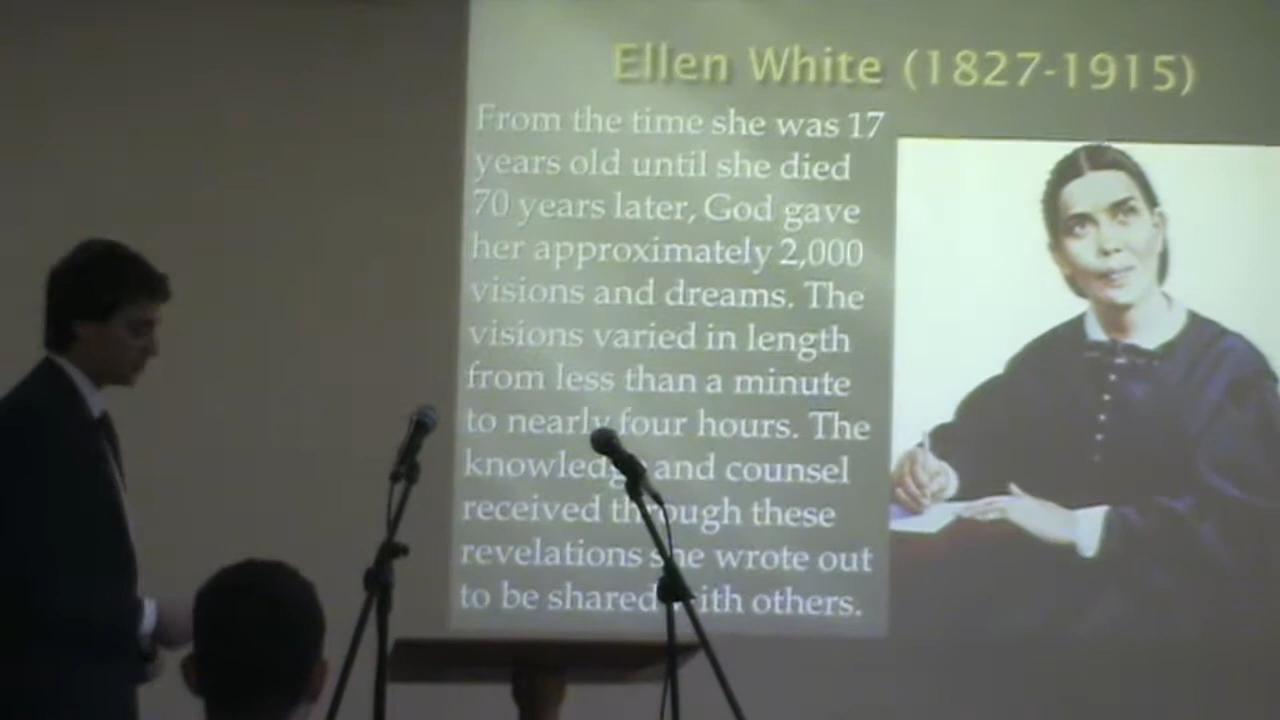 Ellen White (1827-1915)
From the time she was 17
years old until she died
70 years later, God gave
her approximately 2,000
visions and dreams. The
visions varied in length
from less than a minute
to nearly four hours. The
knowledge and counsel
received through these
revelations she wrote out
to be shared with others.